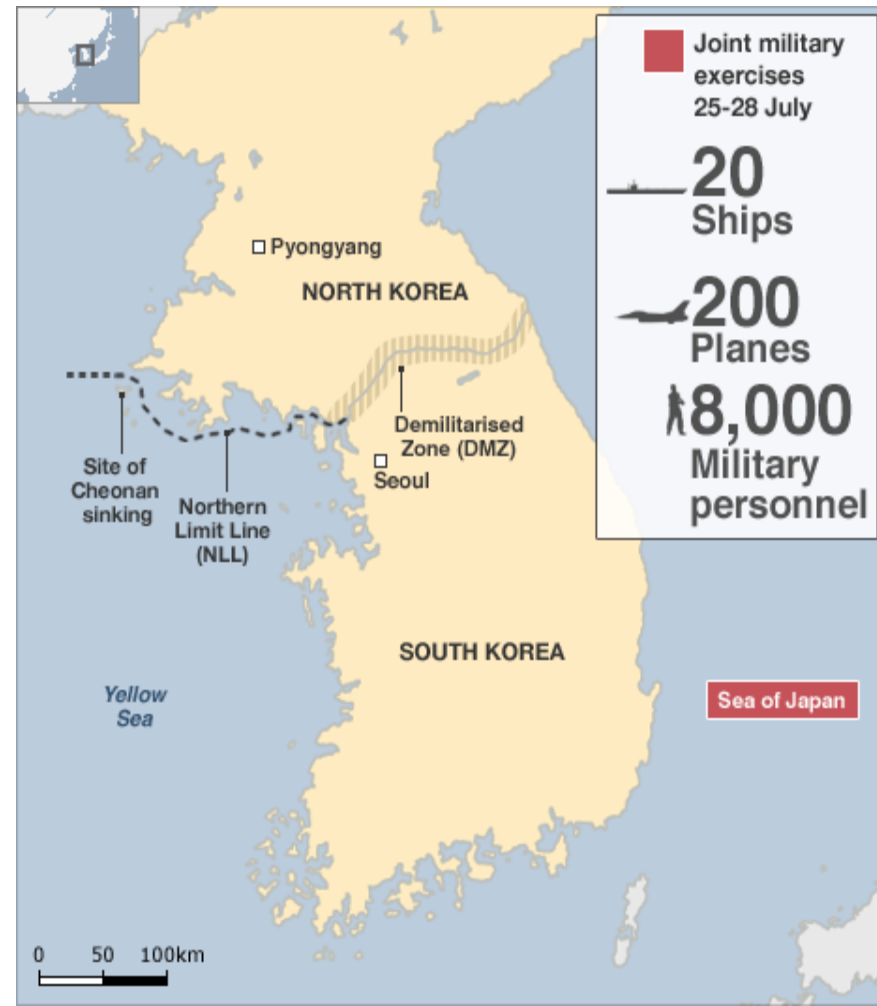 Joint military
exercises
25-28 July
20
Ships
200
Planes
8,000
Military
personnel
Pyongyang
NORTH KOREA
Demilitarised
Zone (DMZ)
Seoul
Site of
Cheonan
sinking
Northern
Limit Line
(NLL)
SOUTH KOREA
Yellow
Sea
Sea of Japan
0 50 100km